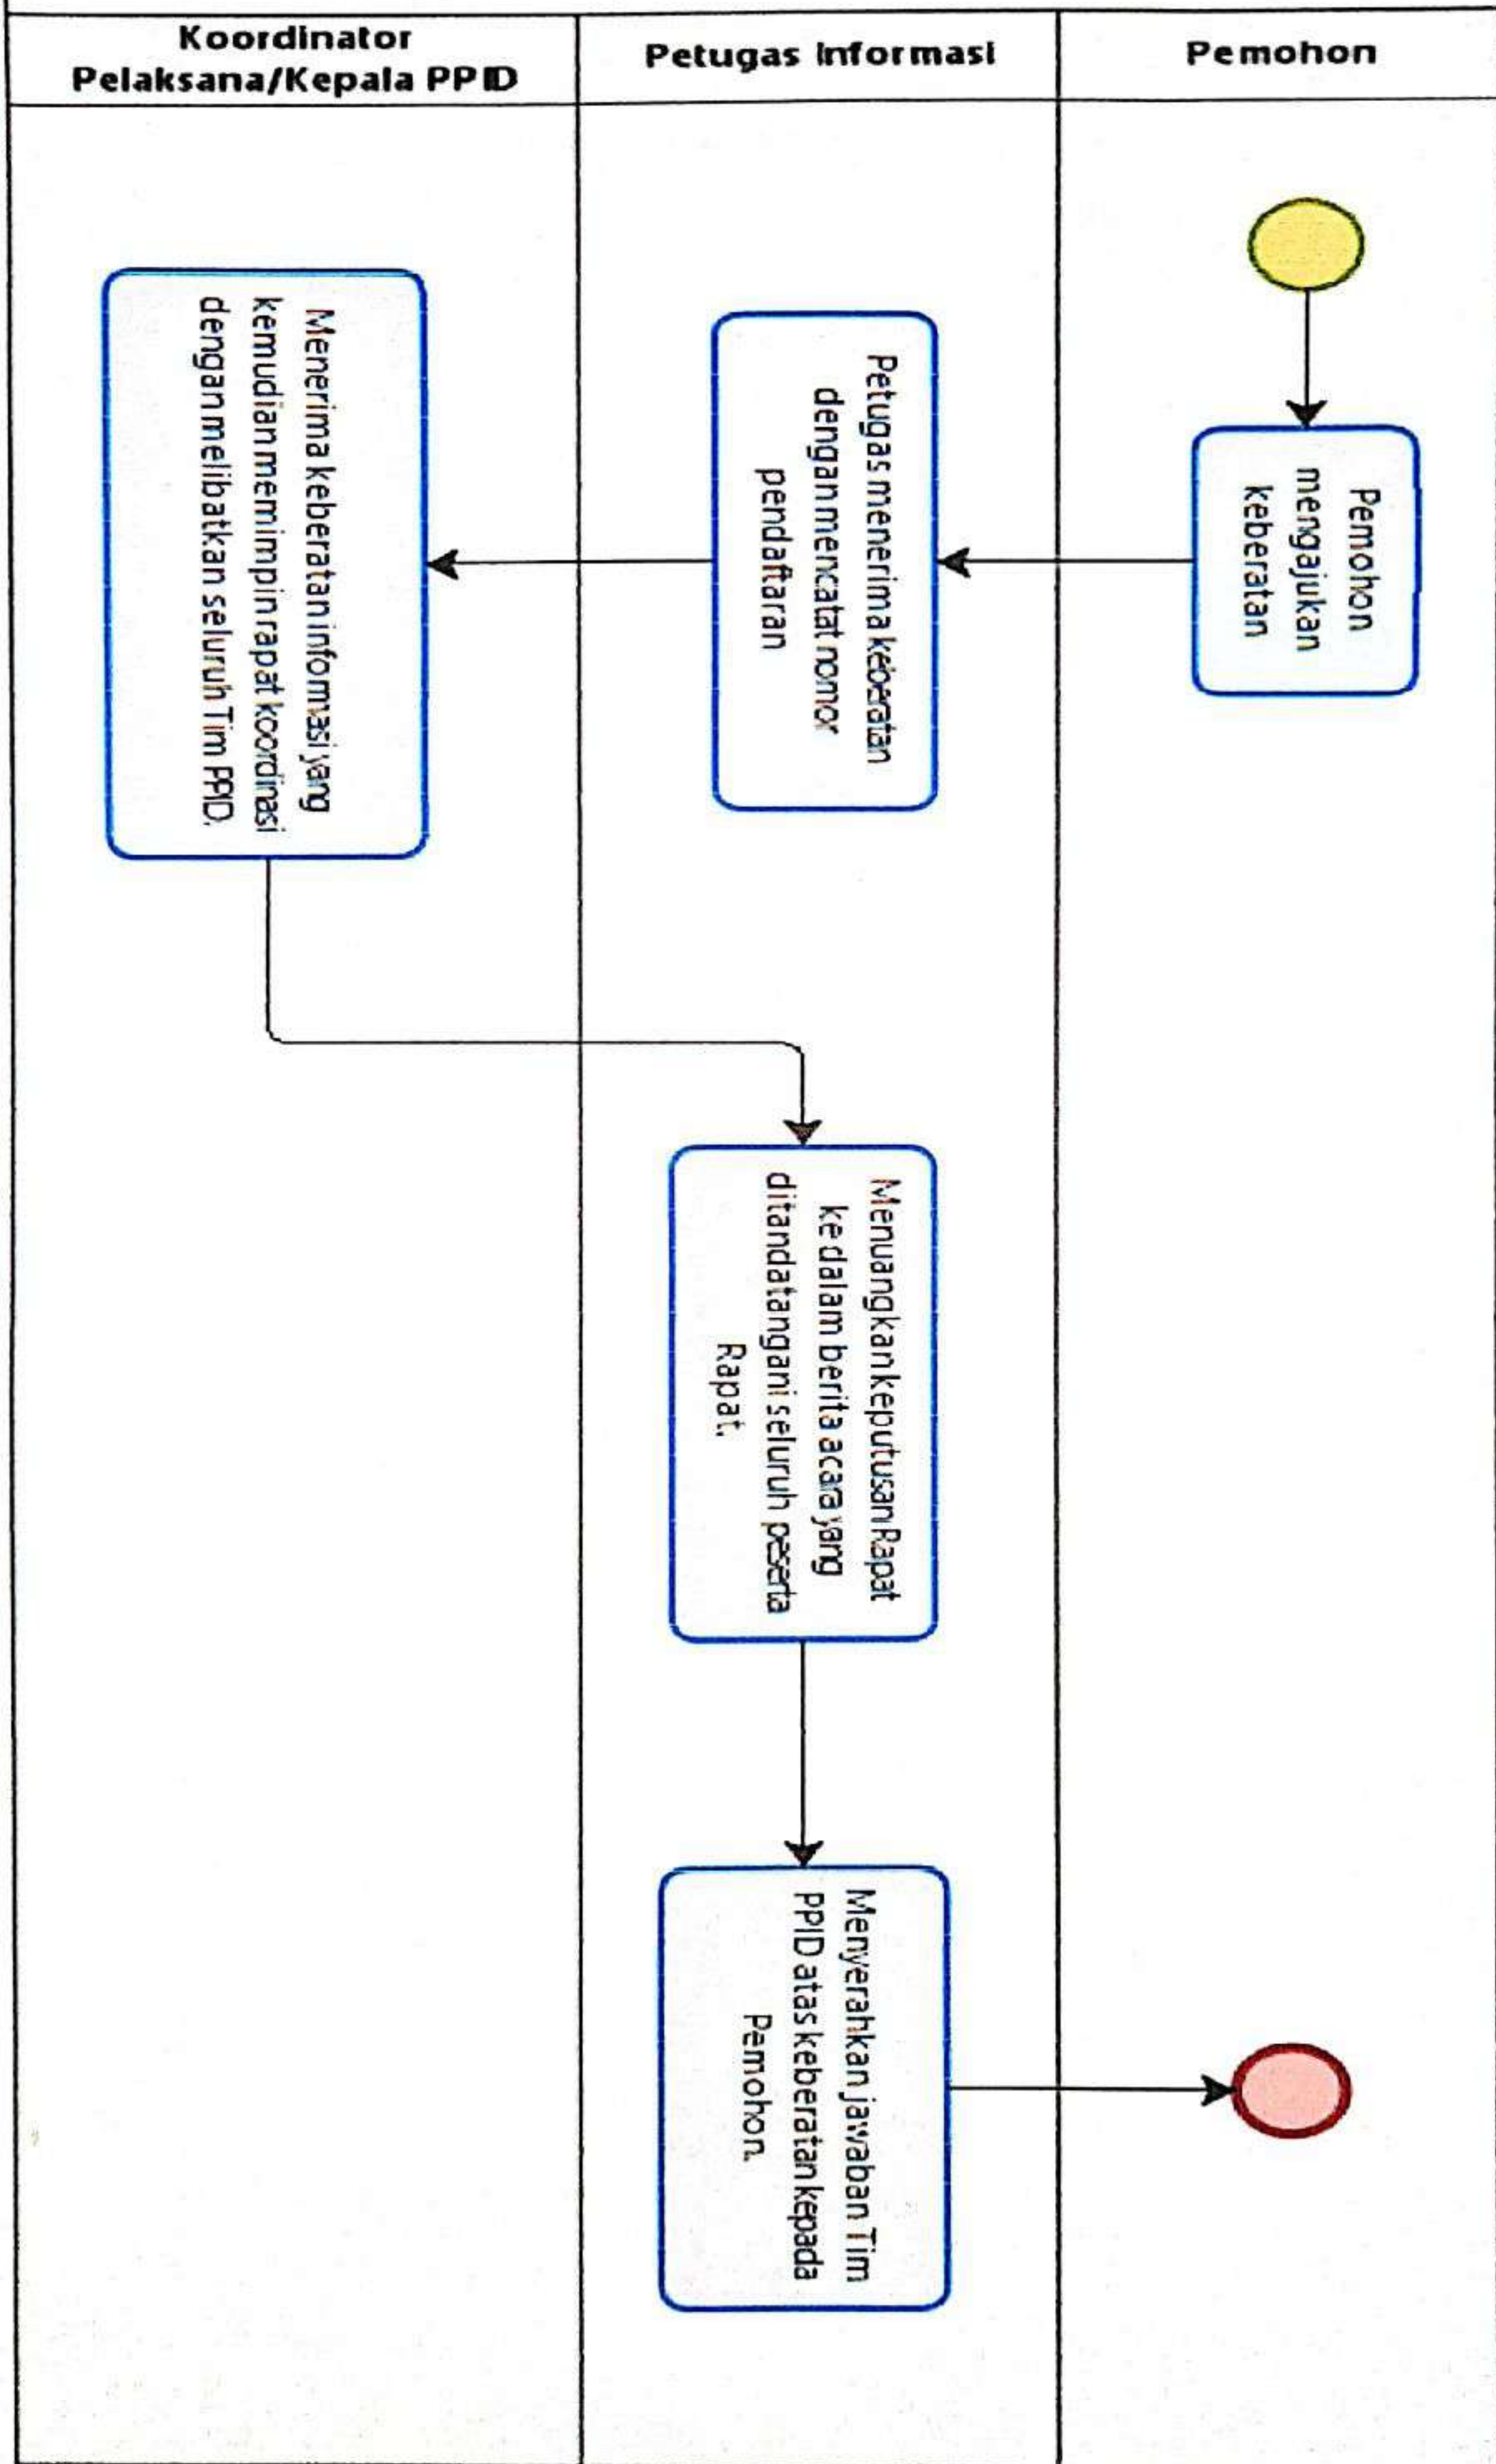 Koordinator
Pelaksana/Kepala PPID
Petugas Informasi
Pemohon
Pemohon
mengajukan
keberatan
Petugas menerima keberatan
dengan mencatat nomor
pendaftaran
Menerima keberatan infomasi yang
kemudian memimpin rapat koordinasi
dengan melibatkan seluruh Tim PPID.
Menuangkan keputusan Rapat
ke dalam berita acara yang
ditandatangani seluruh peserta
Rapat.
Menyerahkan jawaban Tim
PPID atas keberatan kepada
Pemohon.